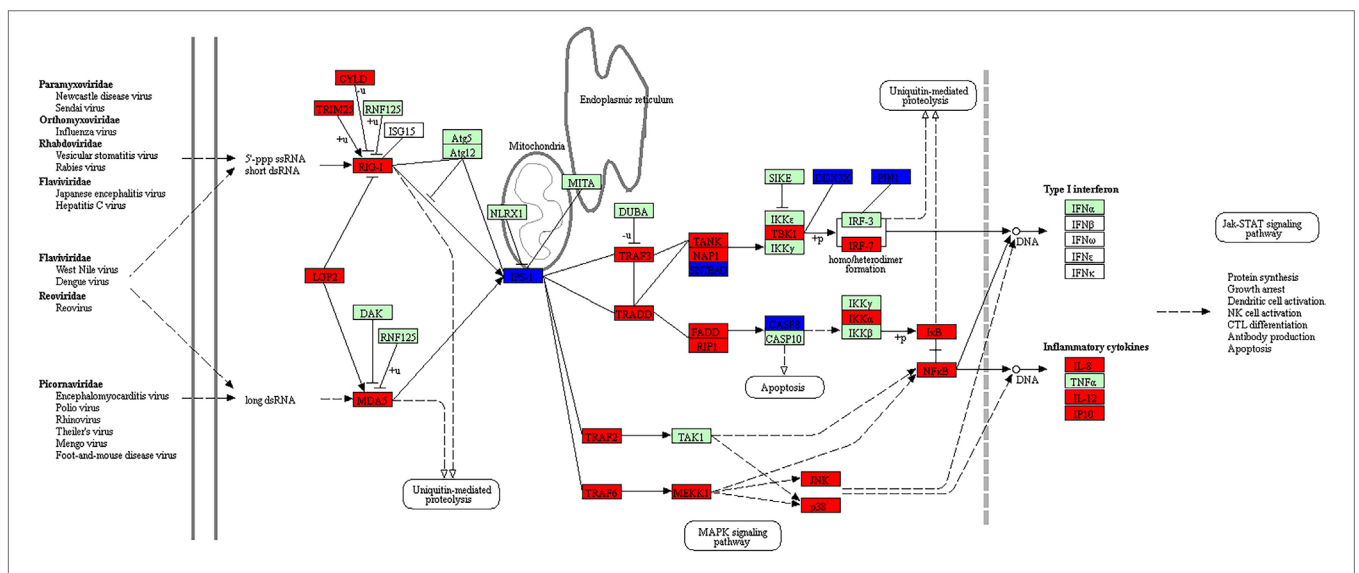 Paramyxoviridae
Newcastle disease virus
Sendai virus
Orthomyxoviridae
Influenza virus
Rhabdoviridae
Vesicular stomatitis virus
Rabies virus
Flaviviridae
Japanese encephalitis virus
Hepatitis C virus
Flaviviridae
West Nile virus
Dengue virus
Reoviridae
Reovirus
Picornaviridae
Encephalomyocarditis virus
Polio virus
Rhinovirus
Theiler's virus
Mengo virus
Foot-and-mouth disease virus
5'-ppp ssRNA
short dsRNA
long dsRNA
CYLD
-u
TRIM25
RNF125
+u
+u
ISG15
RIG-I
Atg5
Atg12
LGP2
DAK
RNF125
+u
MDA5
Uniquitin-mediated
proteolysis
Mitochondria
Endoplasmic reticulum
MITA
NLRX1
IPS-1
DUBA
-u
TRAF3
TRADD
TANK
NAP1
FADD
RIP1
TRAF2
TAK1
TRAF6
MEKK1
MAPK signaling
pathway
SIKE
DDX3X
PIN1
IKKε
TBK1
IKKγ
+p
IRF-3
IRF-7
homo/heterodimer
formation
CASP8
CASP10
Apoptosis
IKKγ
IKKα
IKKβ
+p
IκB
NFκB
JNK
p38
Uniquitin-mediated
proteolysis
DNA
DNA
Type I interferon
IFNα
IFNβ
IFNω
IFNε
IFNκ
Inflammatory cytokines
IL-8
TNFα
IL-12
IP10
Jak-STAT signaling
pathway
Protein synthesis
Growth arrest
Dendritic cell activation
NK cell activation
CTL differentiation
Antibody production
Apoptosis